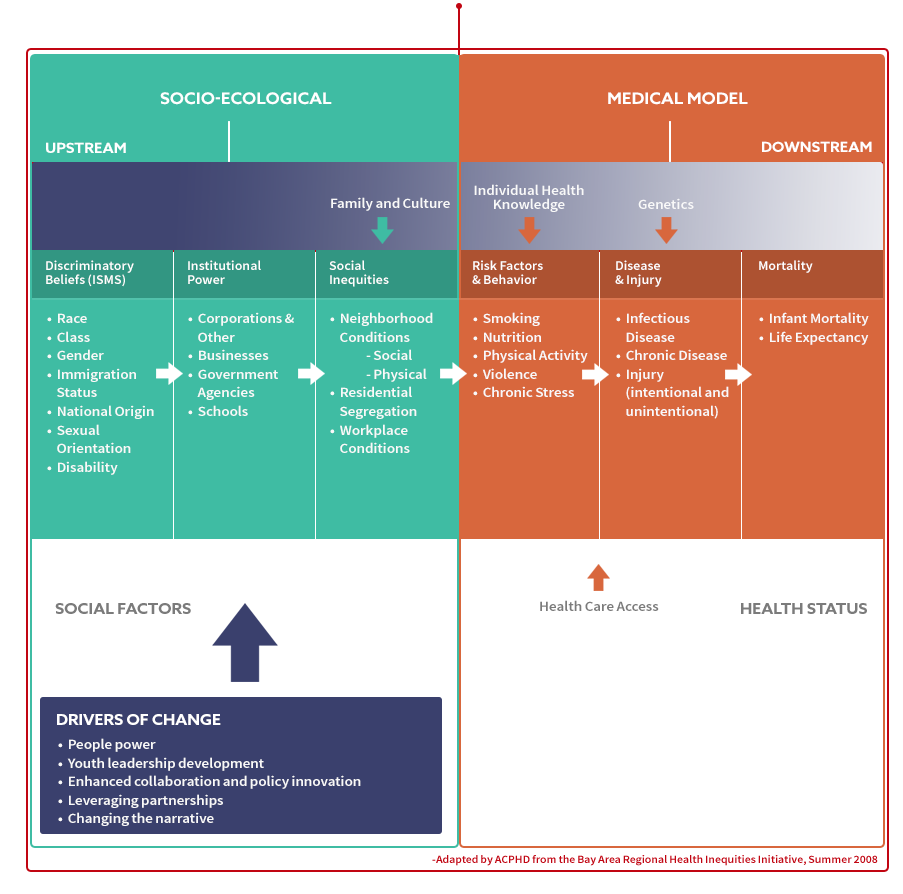 SOCIO-ECOLOGICAL
MEDICAL MODEL
UPSTREAM
DOWNSTREAM
Family and Culture
Individual Health
Knowledge
Genetics
Discriminatory
Beliefs (ISMS)
• Race
• Class
• Gender
• Immigration
Status
• National Origin
• Sexual
Orientation
• Disability
Institutional
Power
• Corporations &
Other
• Businesses
• Government
Agencies
• Schools
Social
Inequities
• Neighborhood
Conditions
- Social
- Physical
• Residential
Segregation
• Workplace
Conditions
Risk Factors
& Behavior
• Smoking
• Nutrition
• Physical Activity
• Violence
• Chronic Stress
Disease
& Injury
• Infectious
Disease
• Chronic Disease
• Injury
(intentional and
unintentional)
Mortality
• Infant Mortality
• Life Expectancy
SOCIAL FACTORS
Health Care Access
HEALTH STATUS
DRIVERS OF CHANGE
• People power
• Youth leadership development
• Enhanced collaboration and policy innovation
• Leveraging partnerships
• Changing the narrative
-Adapted by ACPHD from the Bay Area Regional Health Inequities Initiative, Summer 2008